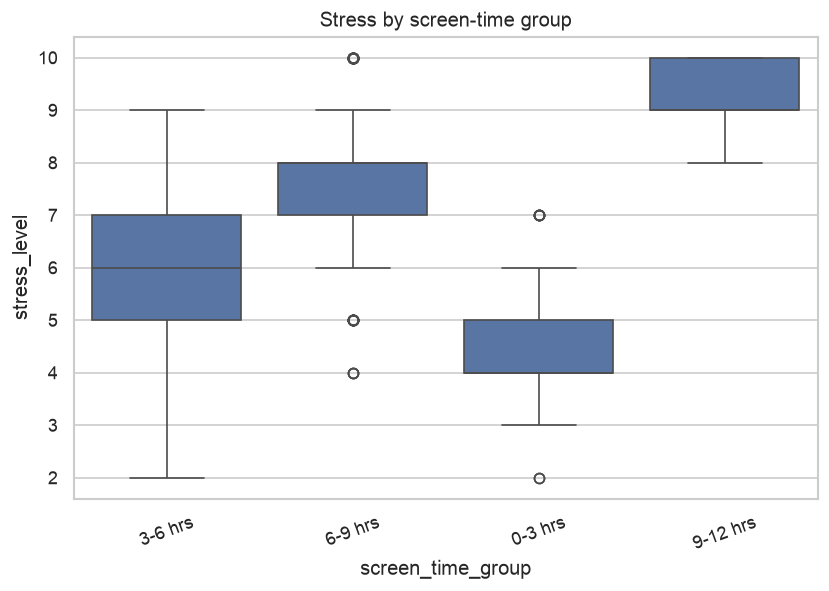 Stress by screen-time group
stress_level
10
9
8
7
6
5
4
3
2
3-6 hrs
6-9 hrs
0-3 hrs
9-12 hrs
screen_time_group